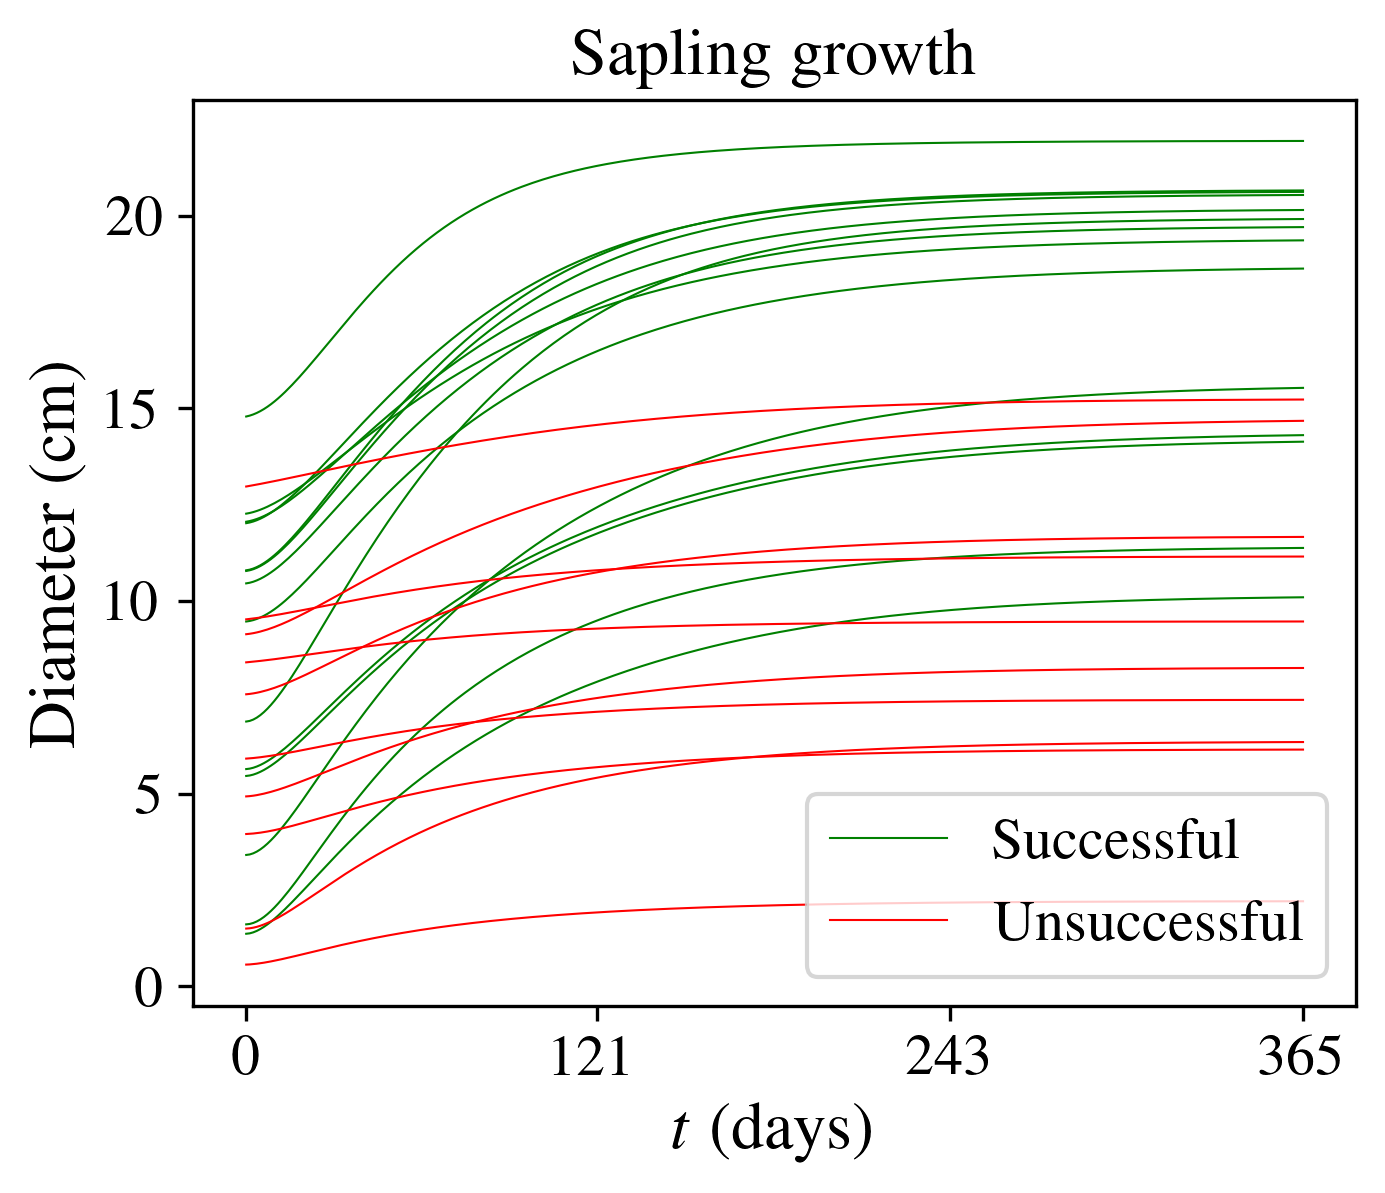 Sapling growth
Diameter (cm)
20
15
10
5
0
Successful
Unsuccessful
0 121 243 365
t (days)